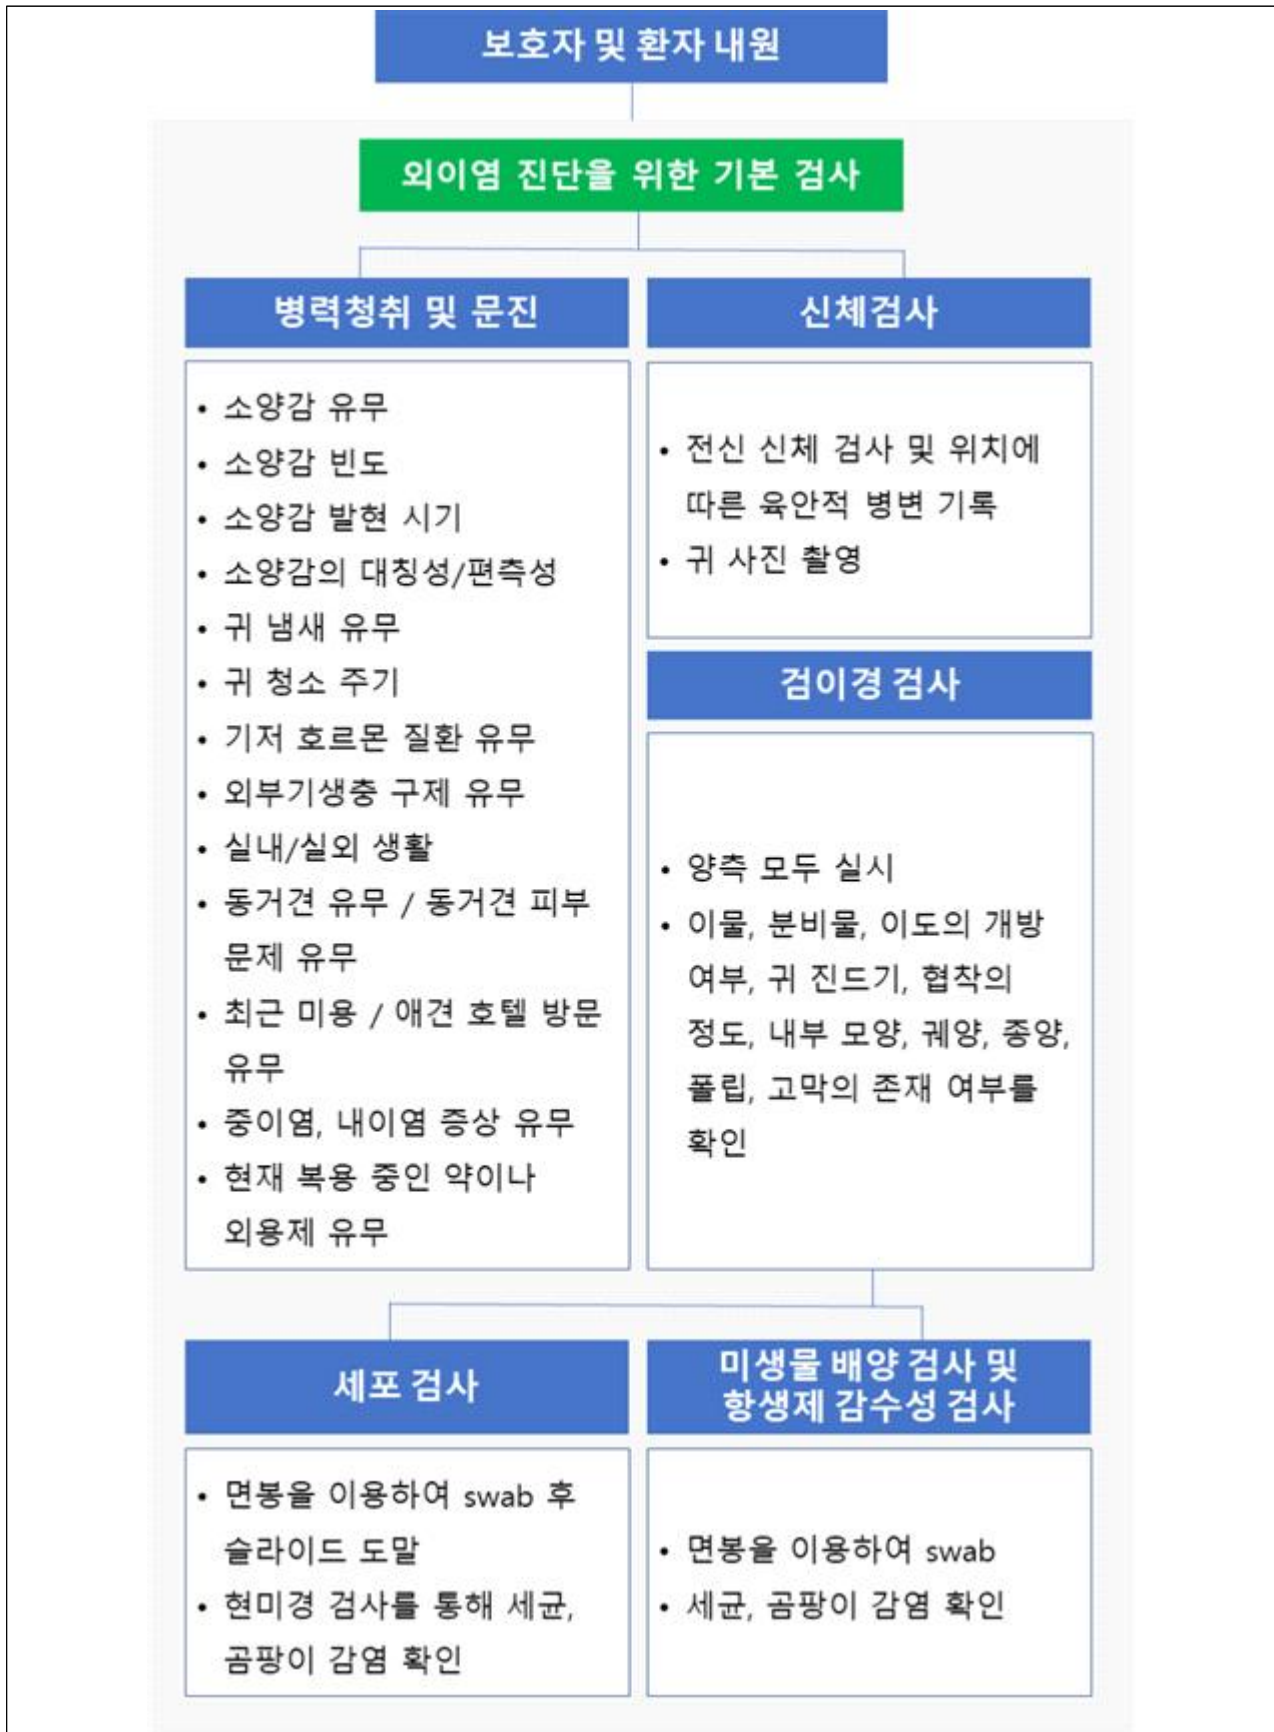 보호자 및 환자 내원
외이염 진단을 위한 기본 검사
병력청취 및 문진
• 소양감 유무
• 소양감 빈도
• 소양감 발현 시기
• 소양감의 대칭성/편측성
• 귀 냄새 유무
• 귀 청소 주기
• 기저 호르몬 질환 유무
• 외부기생충 구제 유무
• 실내/실외 생활
• 동거견 유무 / 동거견 피부
문제 유무
• 최근 미용 / 애견 호텔 방문
유무
• 중이염, 내이염 증상 유무
• 현재 복용 중인 약이나
외용제 유무
신체검사
• 전신 신체 검사 및 위치에
따른 육안적 병변 기록
• 귀 사진 촬영
검이경 검사
• 양측 모두 실시
• 이물, 분비물, 이도의 개방
여부, 귀 진드기, 협착의
정도, 내부 모양, 궤양, 종양,
폴립, 고막의 존재 여부를
확인
세포 검사
• 면봉을 이용하여 swab 후
슬라이드 도말
• 현미경 검사를 통해 세균,
곰팡이 감염 확인
미생물 배양 검사 및
항생제 감수성 검사
• 면봉을 이용하여 swab
• 세균, 곰팡이 감염 확인